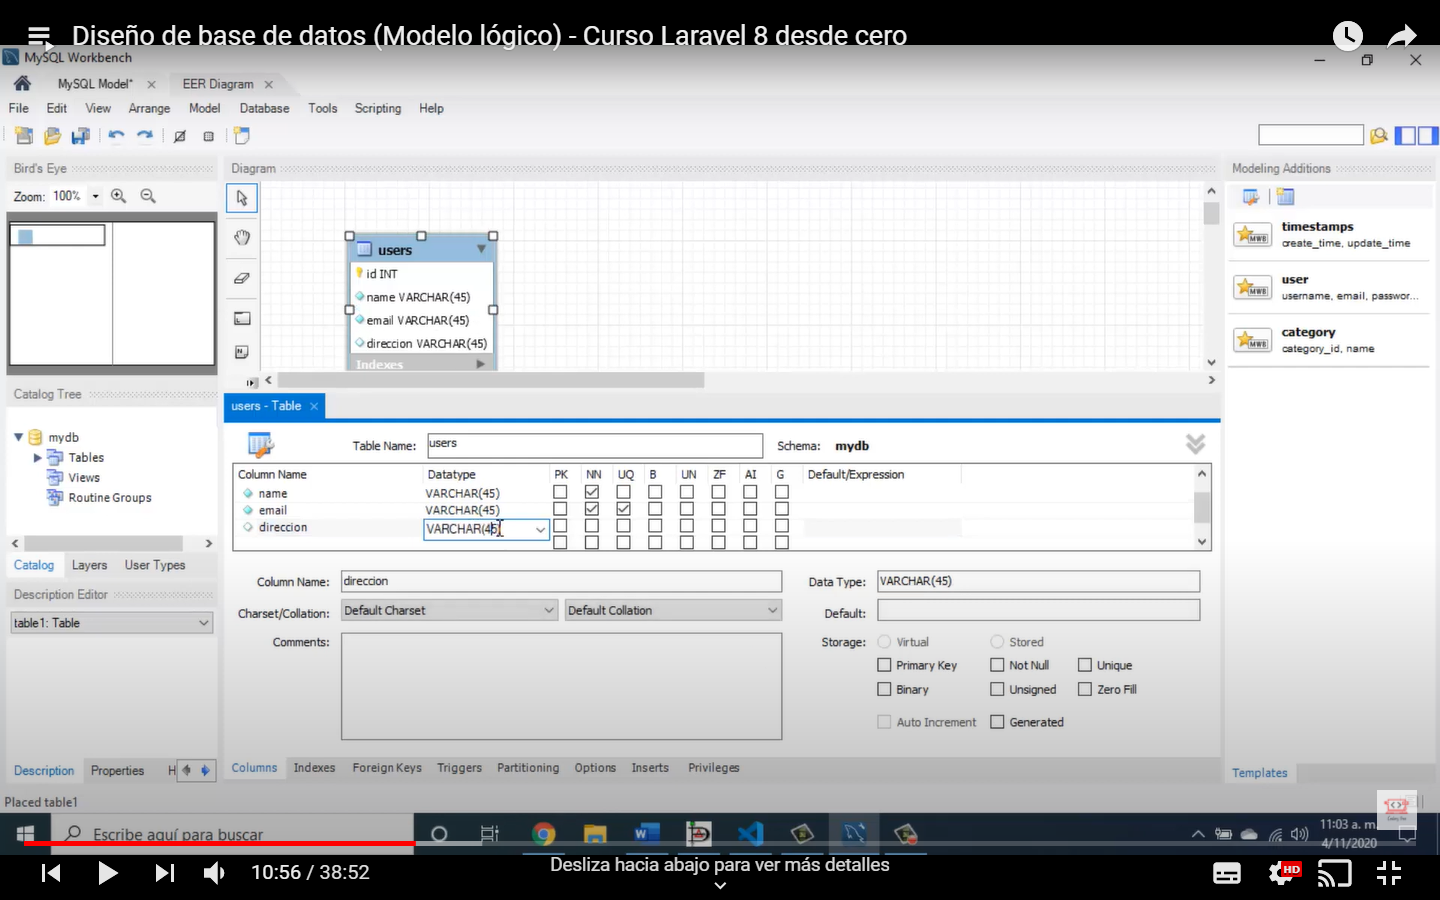 Diseño de base de datos (Modelo lógico) - Curso Laravel 8 desde cero
MySQL Workbench
MySQL Model* EER Diagram
File Edit View Arrange Model Database Tools Scripting Help
Bird's Eye
Zoom: 100%
Diagram
users
id INT
name VARCHAR(45)
email VARCHAR(45)
direccion VARCHAR(45)
Indexes
Modeling Additions
timestamps
create_time, update_time
user
username, email, passwor...
category
category_id, name
Catalog Tree
mydb
Tables
Views
Routine Groups
Catalog Layers User Types
Description Editor
table1: Table
Description Properties H
users - Table
Table Name: users Schema: mydb
Column Name Datatype PK NN UQ B UN ZF AI G Default/Expression
name VARCHAR(45)
email VARCHAR(45)
direccion VARCHAR(45)
Column Name: direccion Data Type: VARCHAR(45)
Charset/Collation: Default Charset Default Collation Default:
Comments: Storage: Virtual Stored
Primary Key Not Null Unique
Binary Unsigned Zero Fill
Auto Increment Generated
Columns Indexes Foreign Keys Triggers Partitioning Options Inserts Privileges
Templates
Placed table1
Escribe aquí para buscar
11:03 a. m.
4/11/2020
10:56 / 38:52
Desliza hacia abajo para ver más detalles
HD